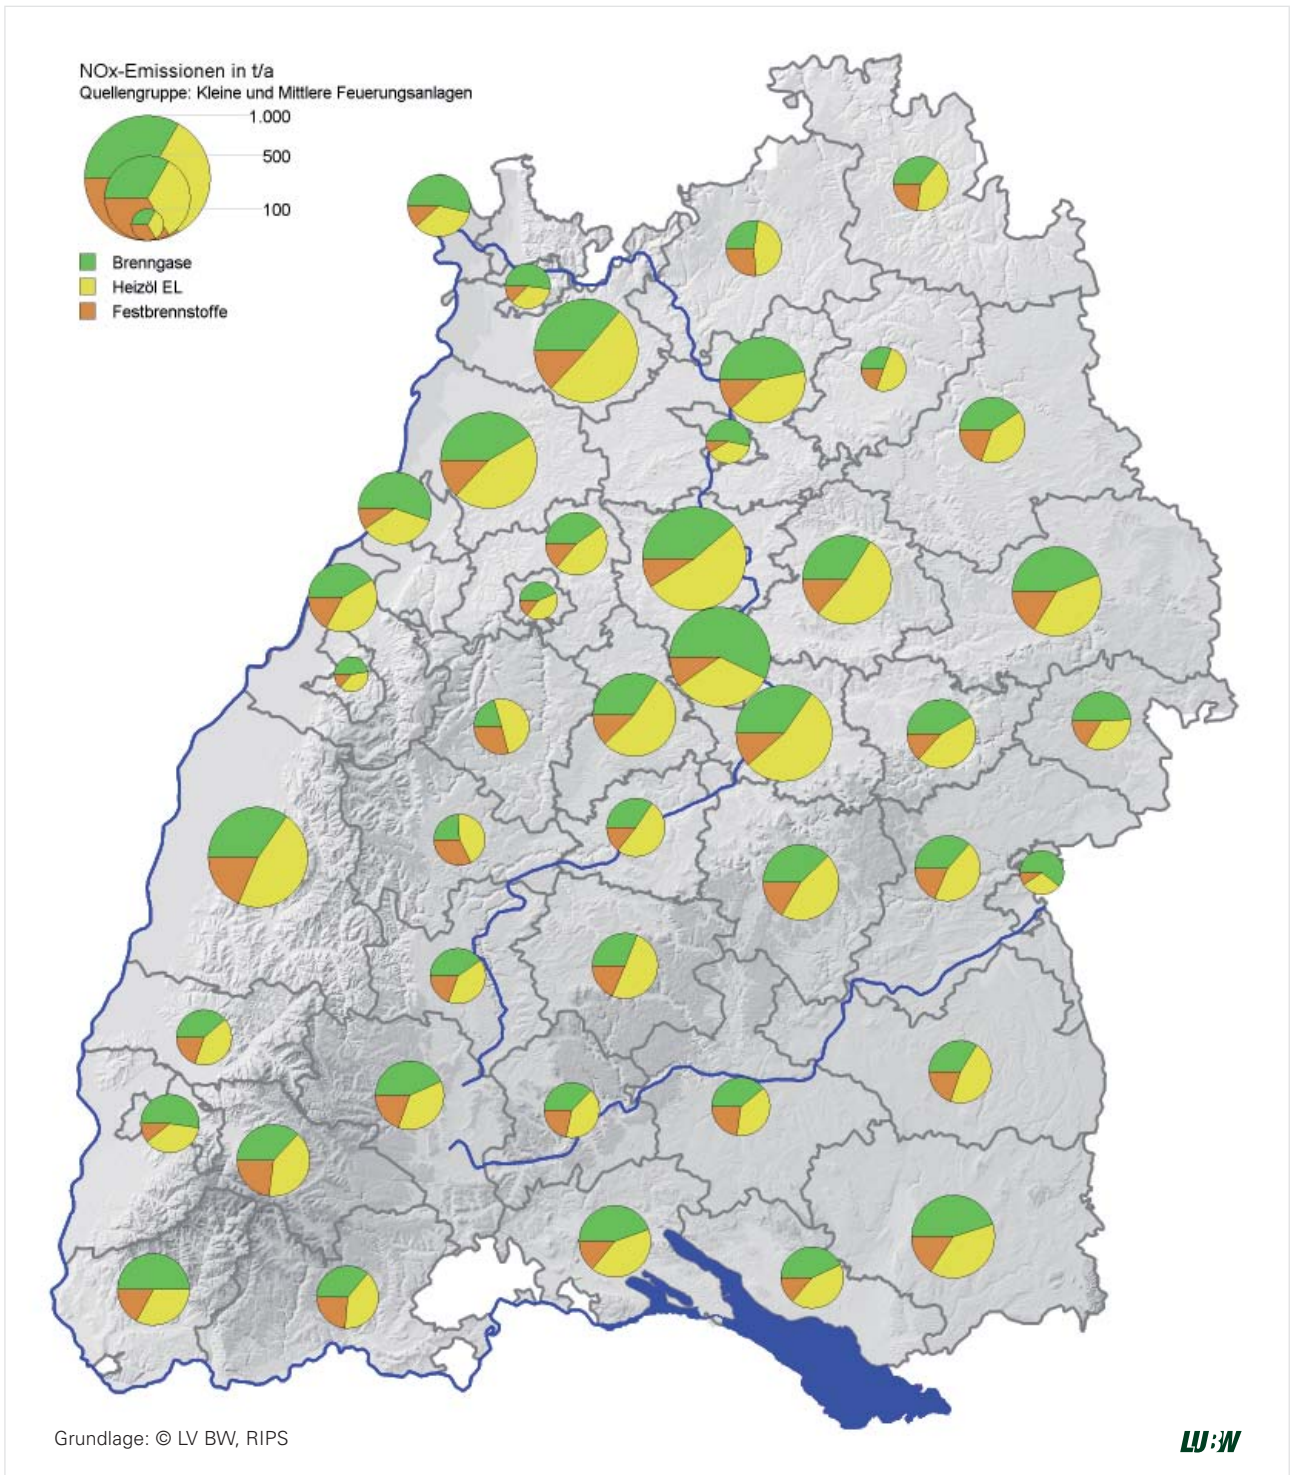 NOx-Emissionen in t/a
Quellengruppe: Kleine und Mittlere Feuerungsanlagen
1.000
500
100
Brenngase
Heizöl EL
Festbrennstoffe
Grundlage: © LV BW, RIPS
LUBW